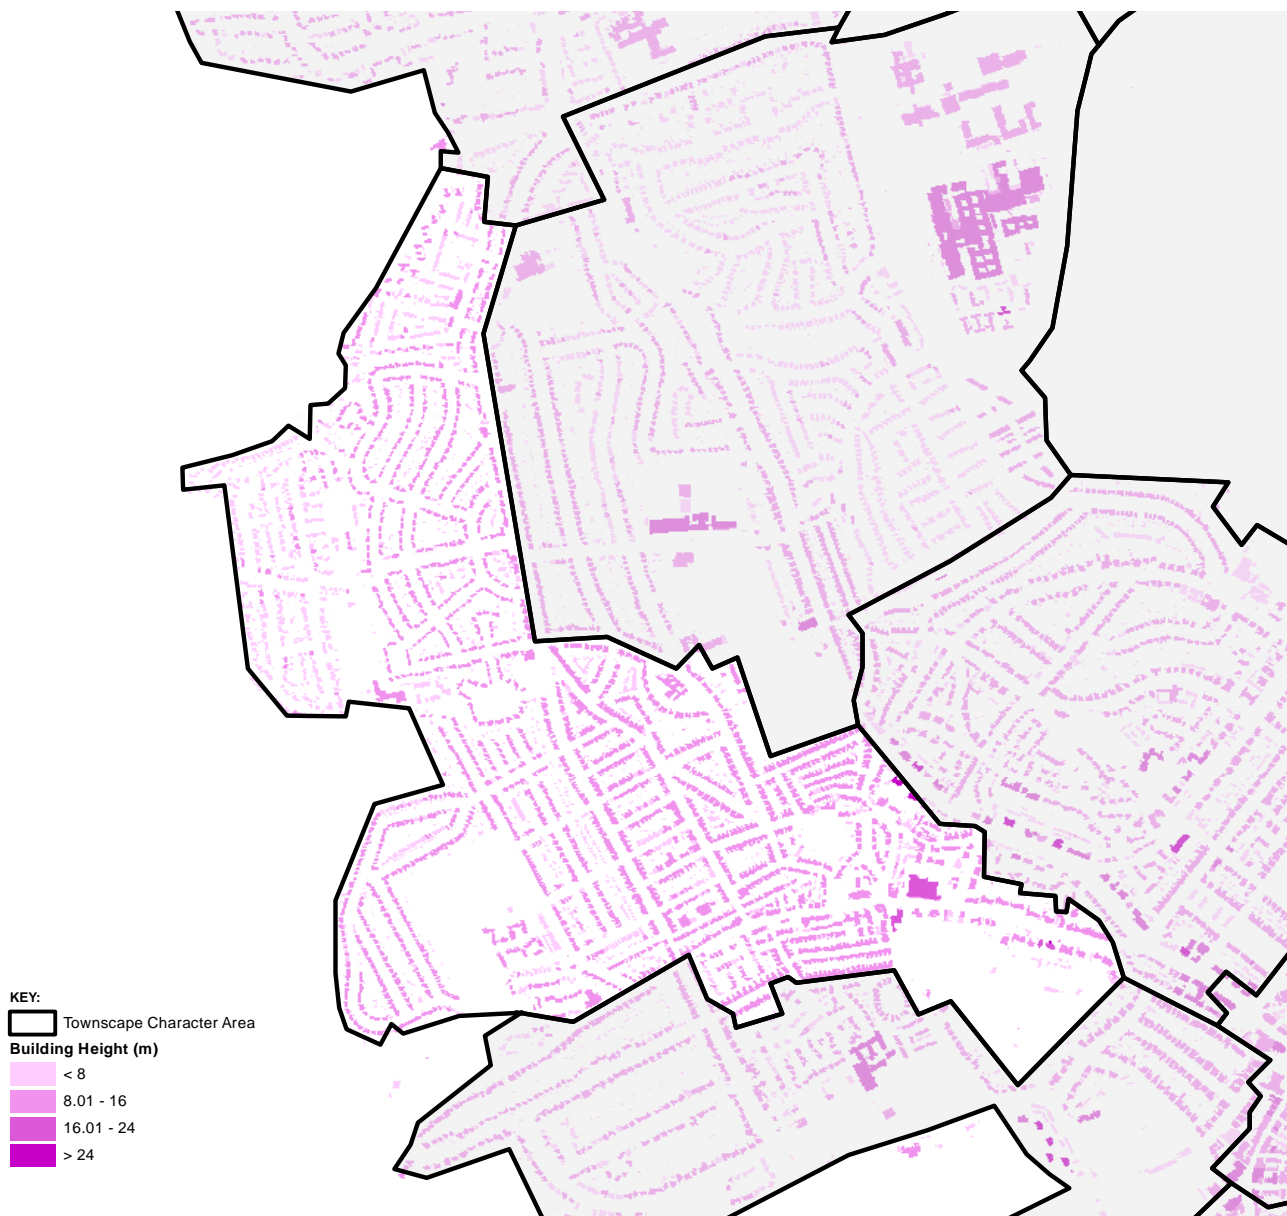 KEY:
Townscape Character Area
Building Height (m)
< 8
8.01 - 16
16.01 - 24
> 24